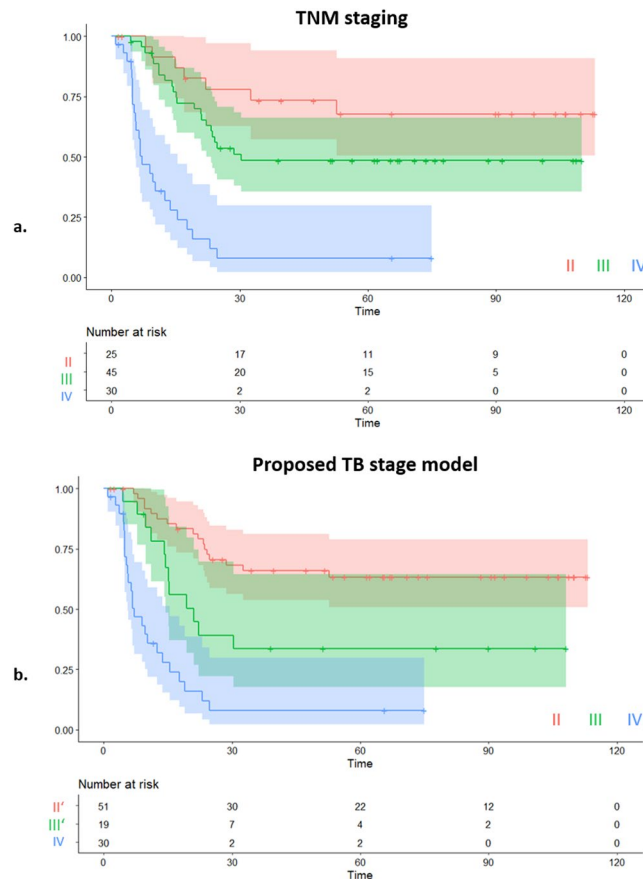 TNM staging
1.00
0.75
0.50
a.
0.25
0.00
II III IV
0 30 60 90 120
Time
Number at risk
II 25 17 11 9 0
III 45 20 15 5 0
IV 30 2 2 0 0
0 30 60 90 120
Time
Proposed TB stage model
1.00
0.75
0.50
b.
0.25
0.00
II III IV
0 30 60 90 120
Time
Number at risk
II‘ 51 30 22 12 0
III‘ 19 7 4 2 0
IV 30 2 2 0 0
0 30 60 90 120
Time